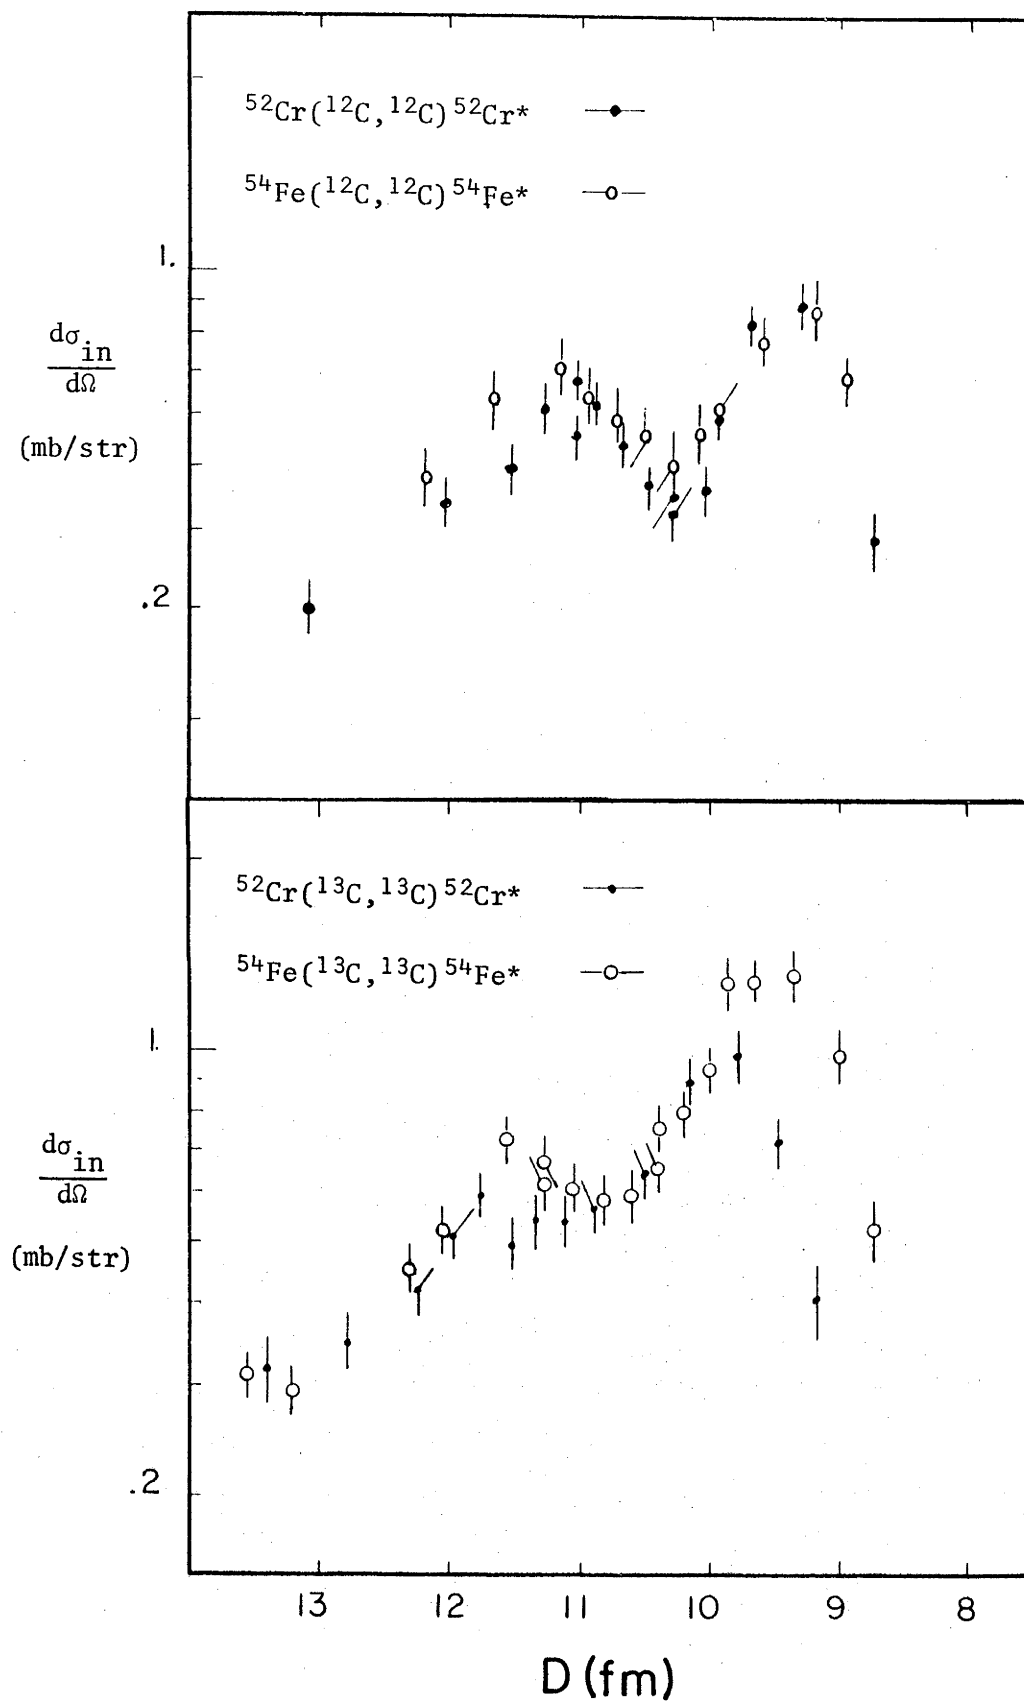 ⁵²Cr(¹²C,¹²C)⁵²Cr*
⁵⁴Fe(¹²C,¹²C)⁵⁴Fe*
1.
dσin
dΩ
(mb/str)
.2
⁵²Cr(¹³C,¹³C)⁵²Cr*
⁵⁴Fe(¹³C,¹³C)⁵⁴Fe*
1.
dσin
dΩ
(mb/str)
.2
13 12 11 10 9 8
D (fm)